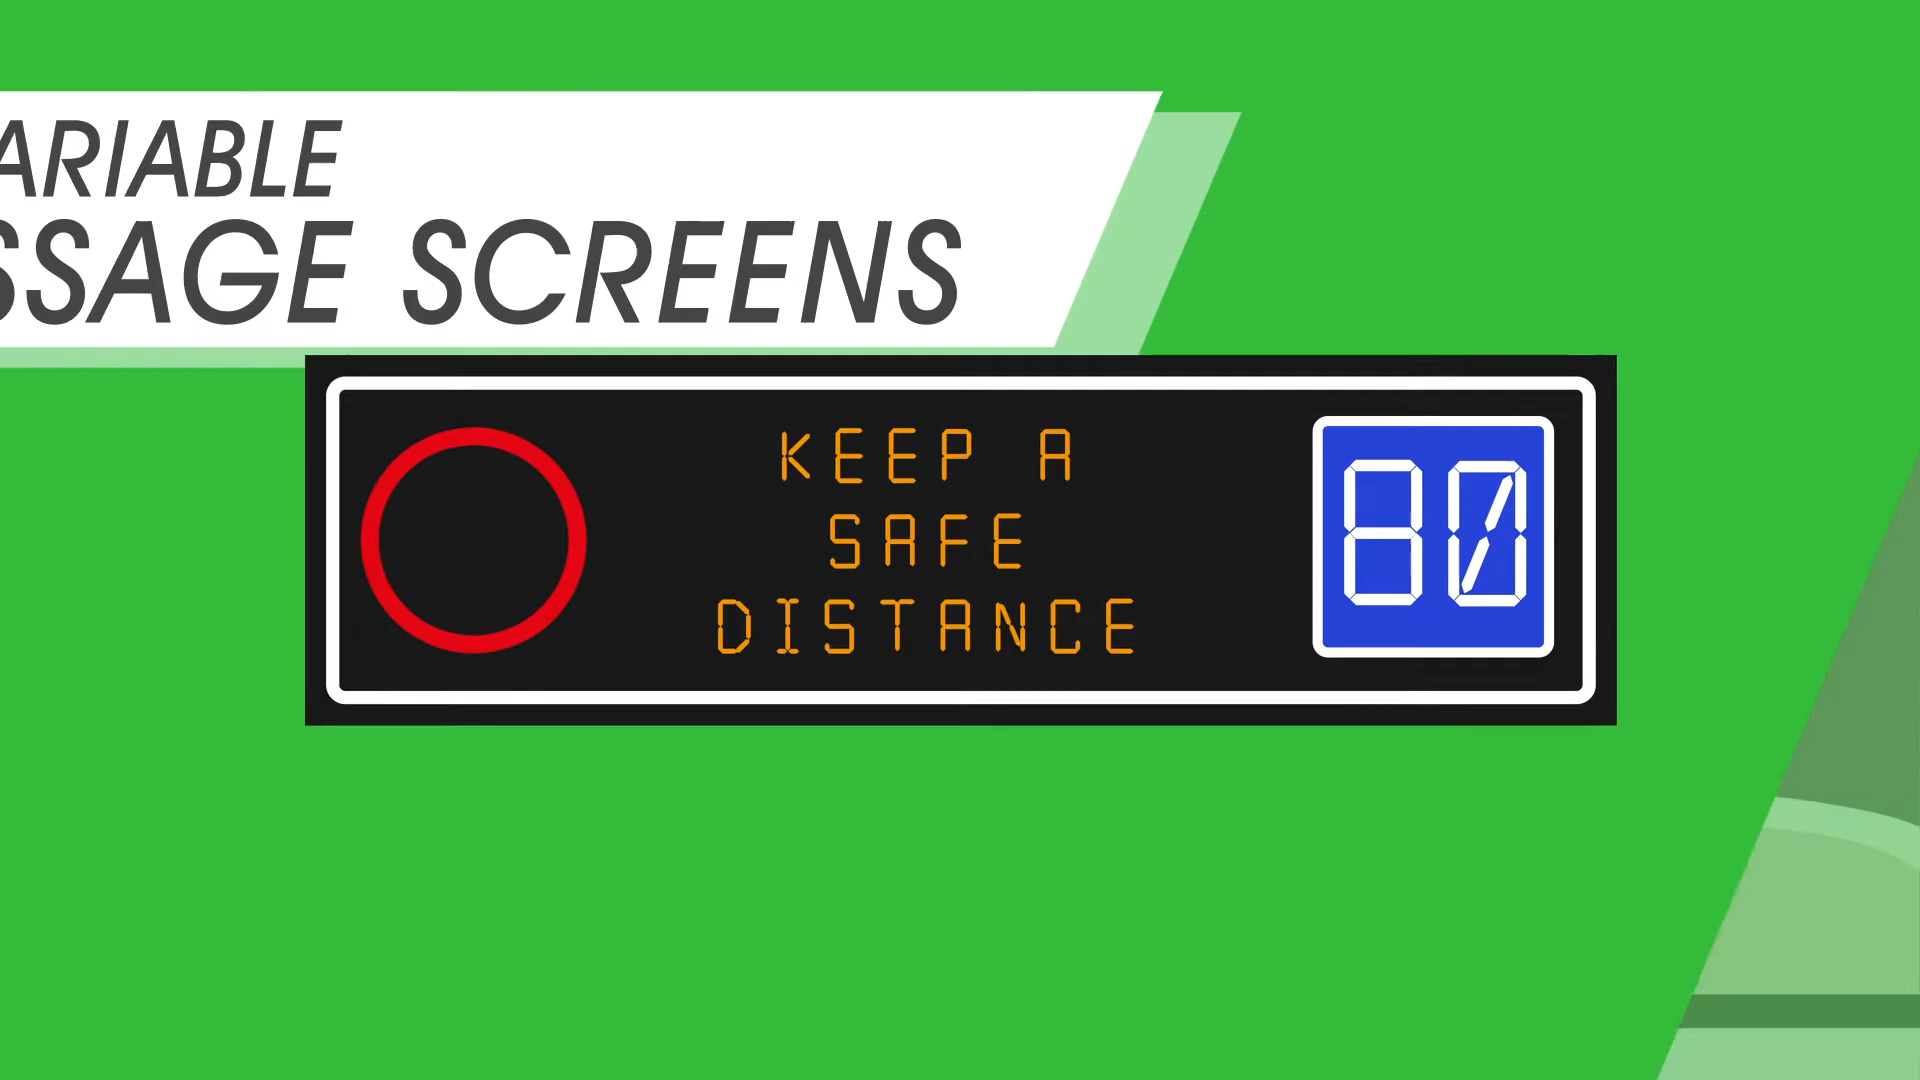 ARIABLE
SSAGE SCREENS
KEEP A
SAFE
DISTANCE
80